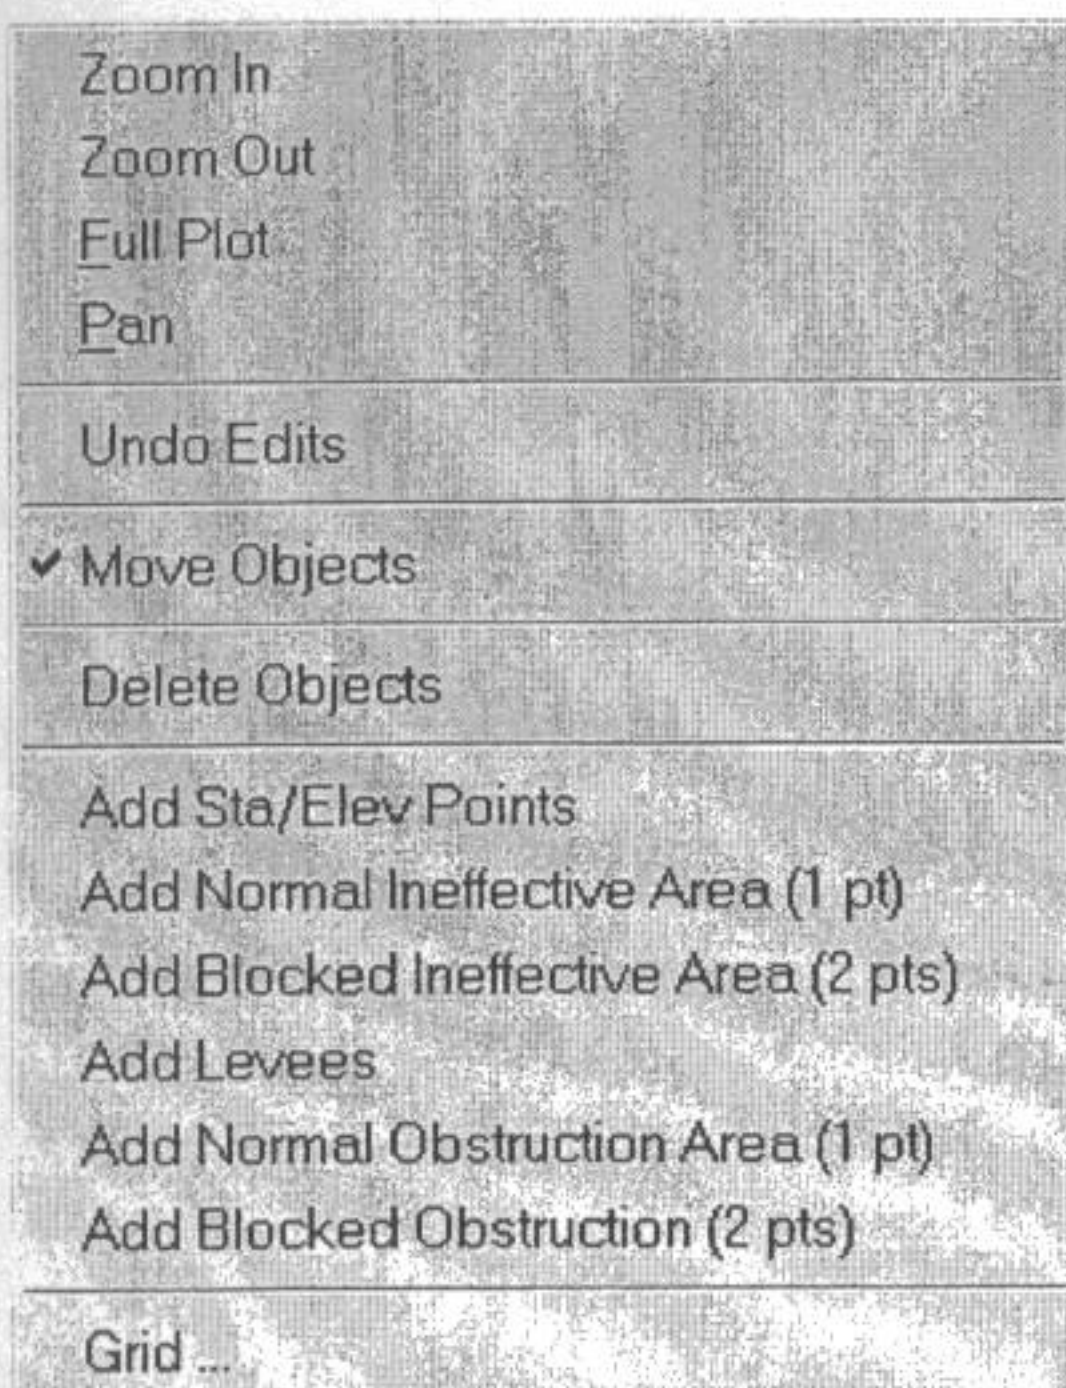 Zoom In
Zoom Out
Full Plot
Pan
Undo Edits
✓ Move Objects
Delete Objects
Add Sta/Elev Points
Add Normal Ineffective Area (1 pt)
Add Blocked Ineffective Area (2 pts)
Add Levees
Add Normal Obstruction Area (1 pt)
Add Blocked Obstruction (2 pts)
Grid ...